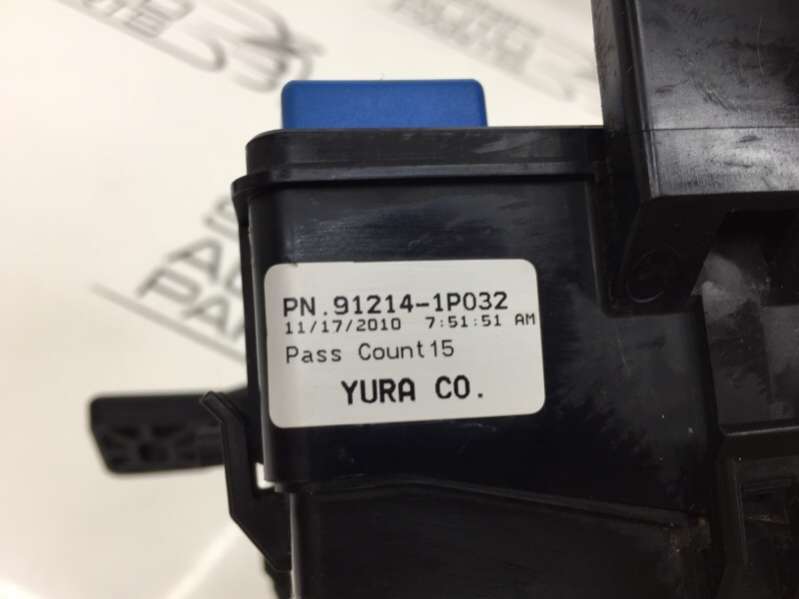 PN.91214-1P032
11/17/2010 7:51:51 AM
Pass Count15
YURA CO.